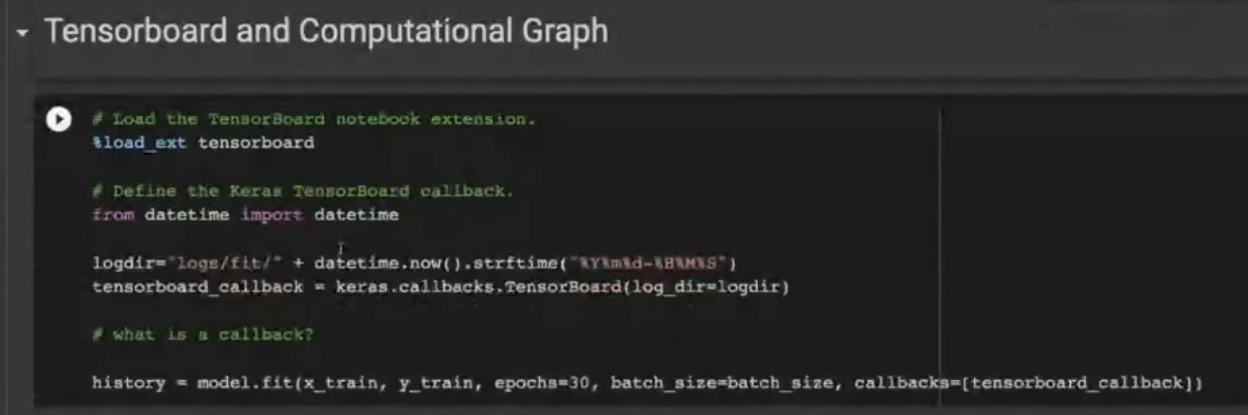 Tensorboard and Computational Graph
# Load the TensorBoard notebook extension.
%load_ext tensorboard
# Define the Keras TensorBoard callback.
from datetime import datetime
logdir="logs/fit/" + datetime.now().strftime("%Y%m%d-%H%M%S")
tensorboard_callback = keras.callbacks.TensorBoard(log_dir=logdir)
# what is a callback?
history = model.fit(x_train, y_train, epochs=30, batch_size=batch_size, callbacks=[tensorboard_callback])